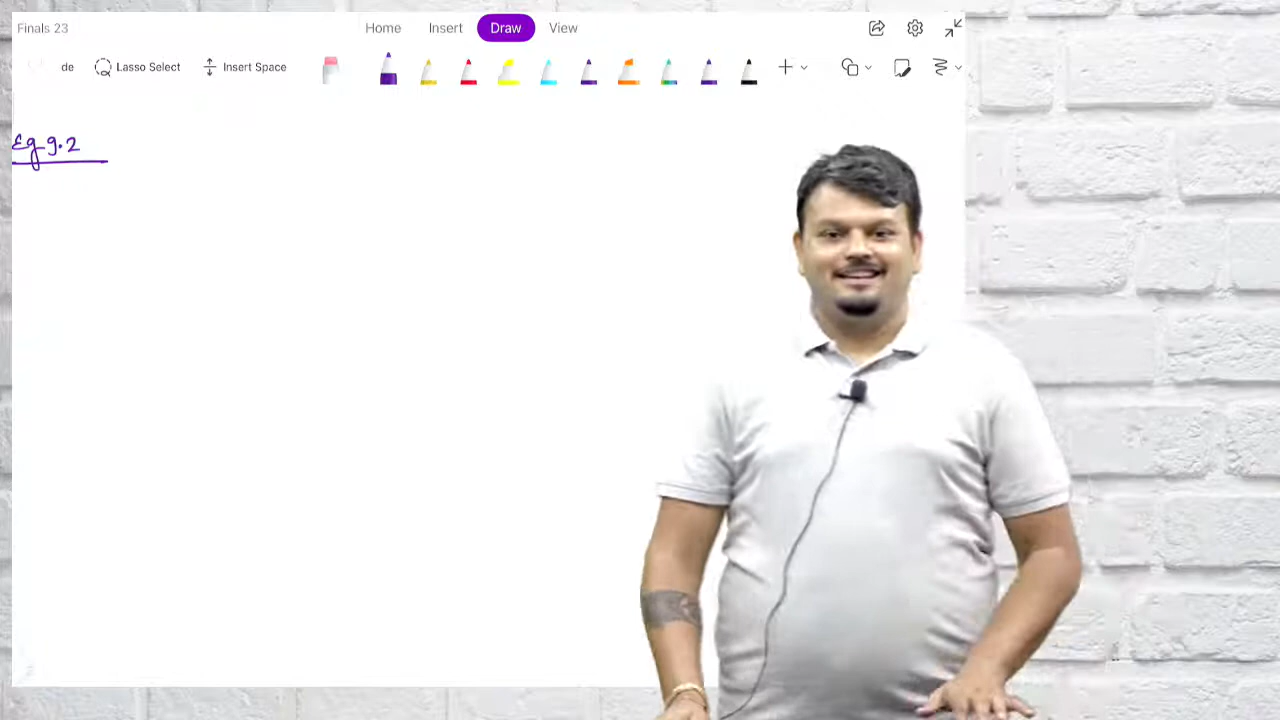 Finals 23
Home Insert Draw View
de Lasso Select Insert Space
Eg 9.2